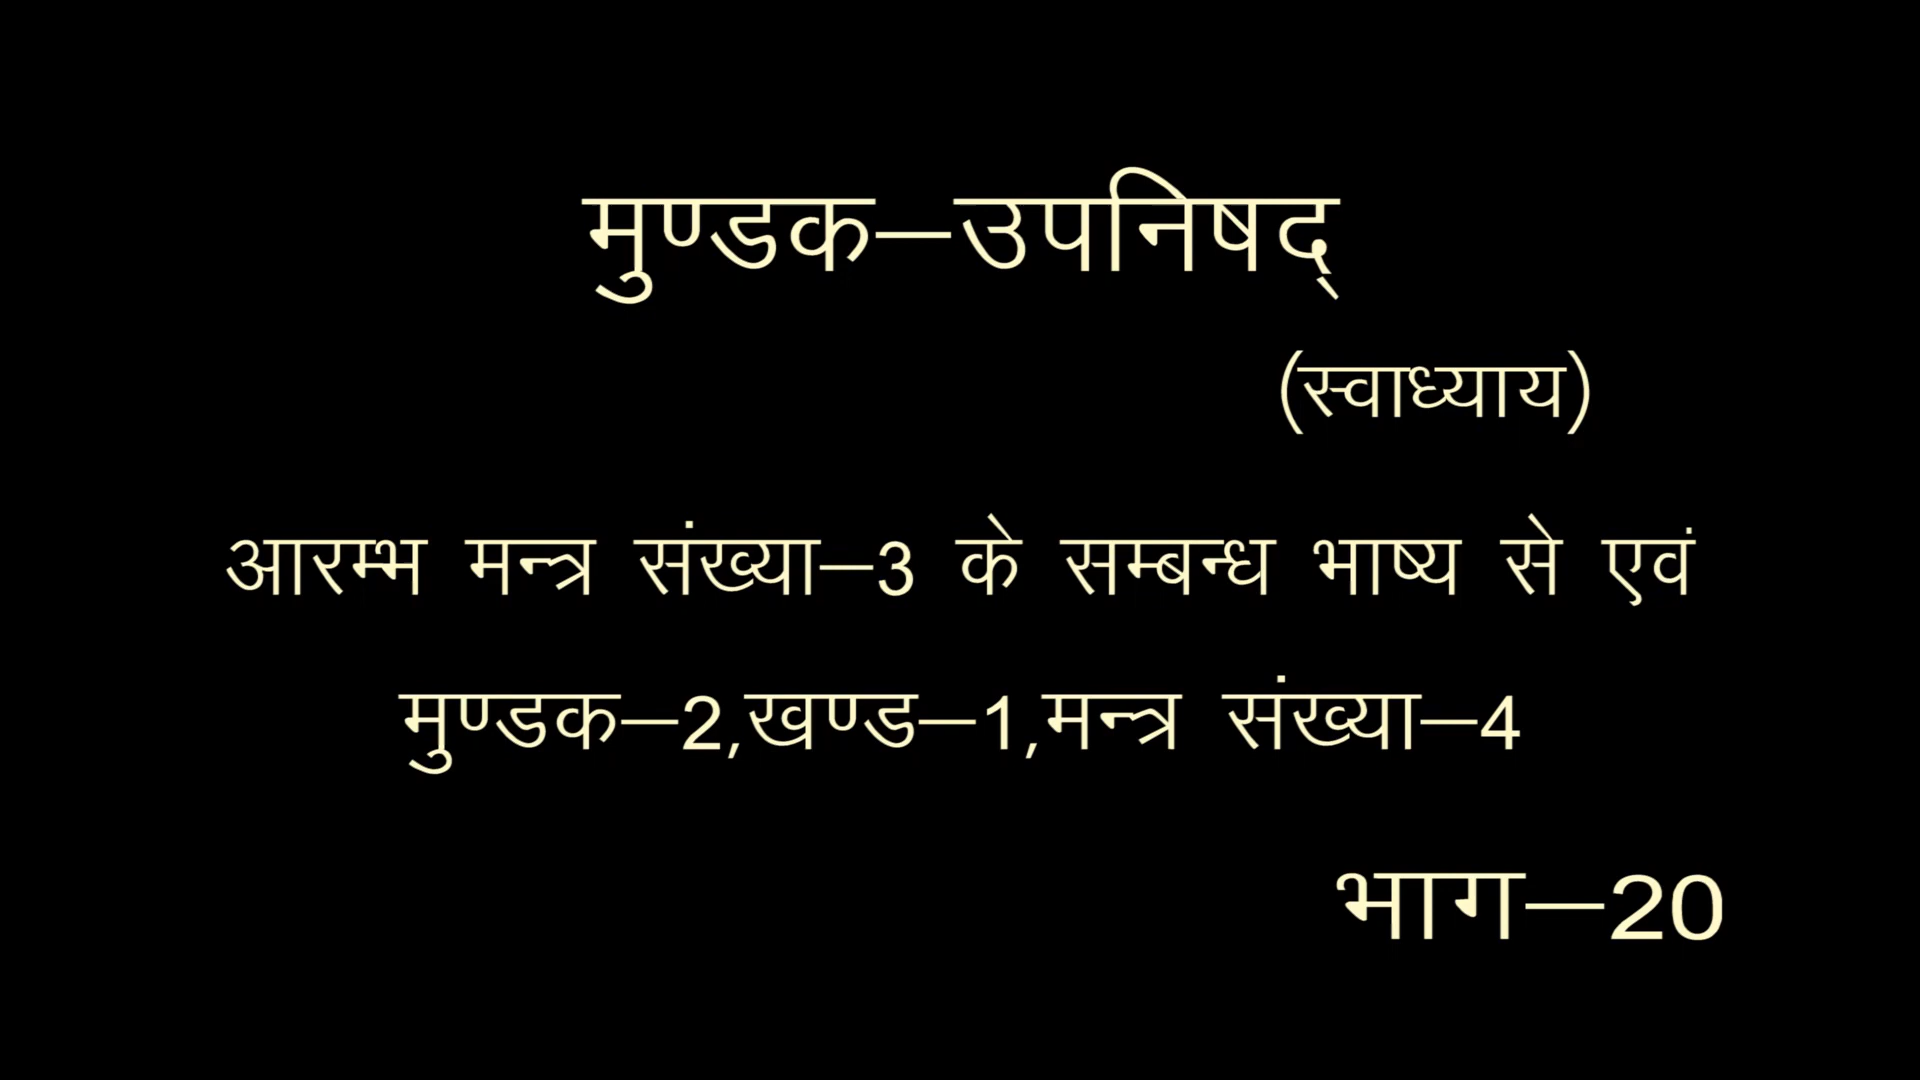 मुण्डक–उपनिषद्
(स्वाध्याय)
आरम्भ मन्त्र संख्या–3 के सम्बन्ध भाष्य से एवं
मुण्डक–2,खण्ड–1,मन्त्र संख्या–4
भाग–20